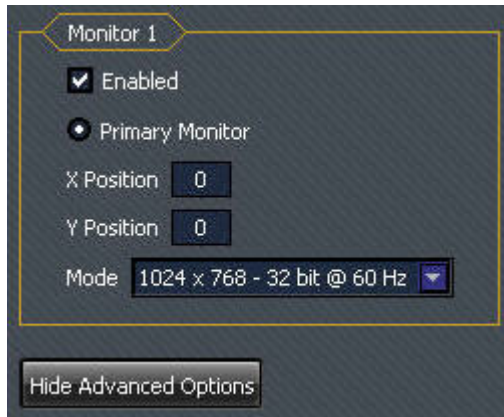 Monitor 1
Enabled
Primary Monitor
X Position 0
Y Position 0
Mode 1024 x 768 - 32 bit @ 60 Hz
Hide Advanced Options